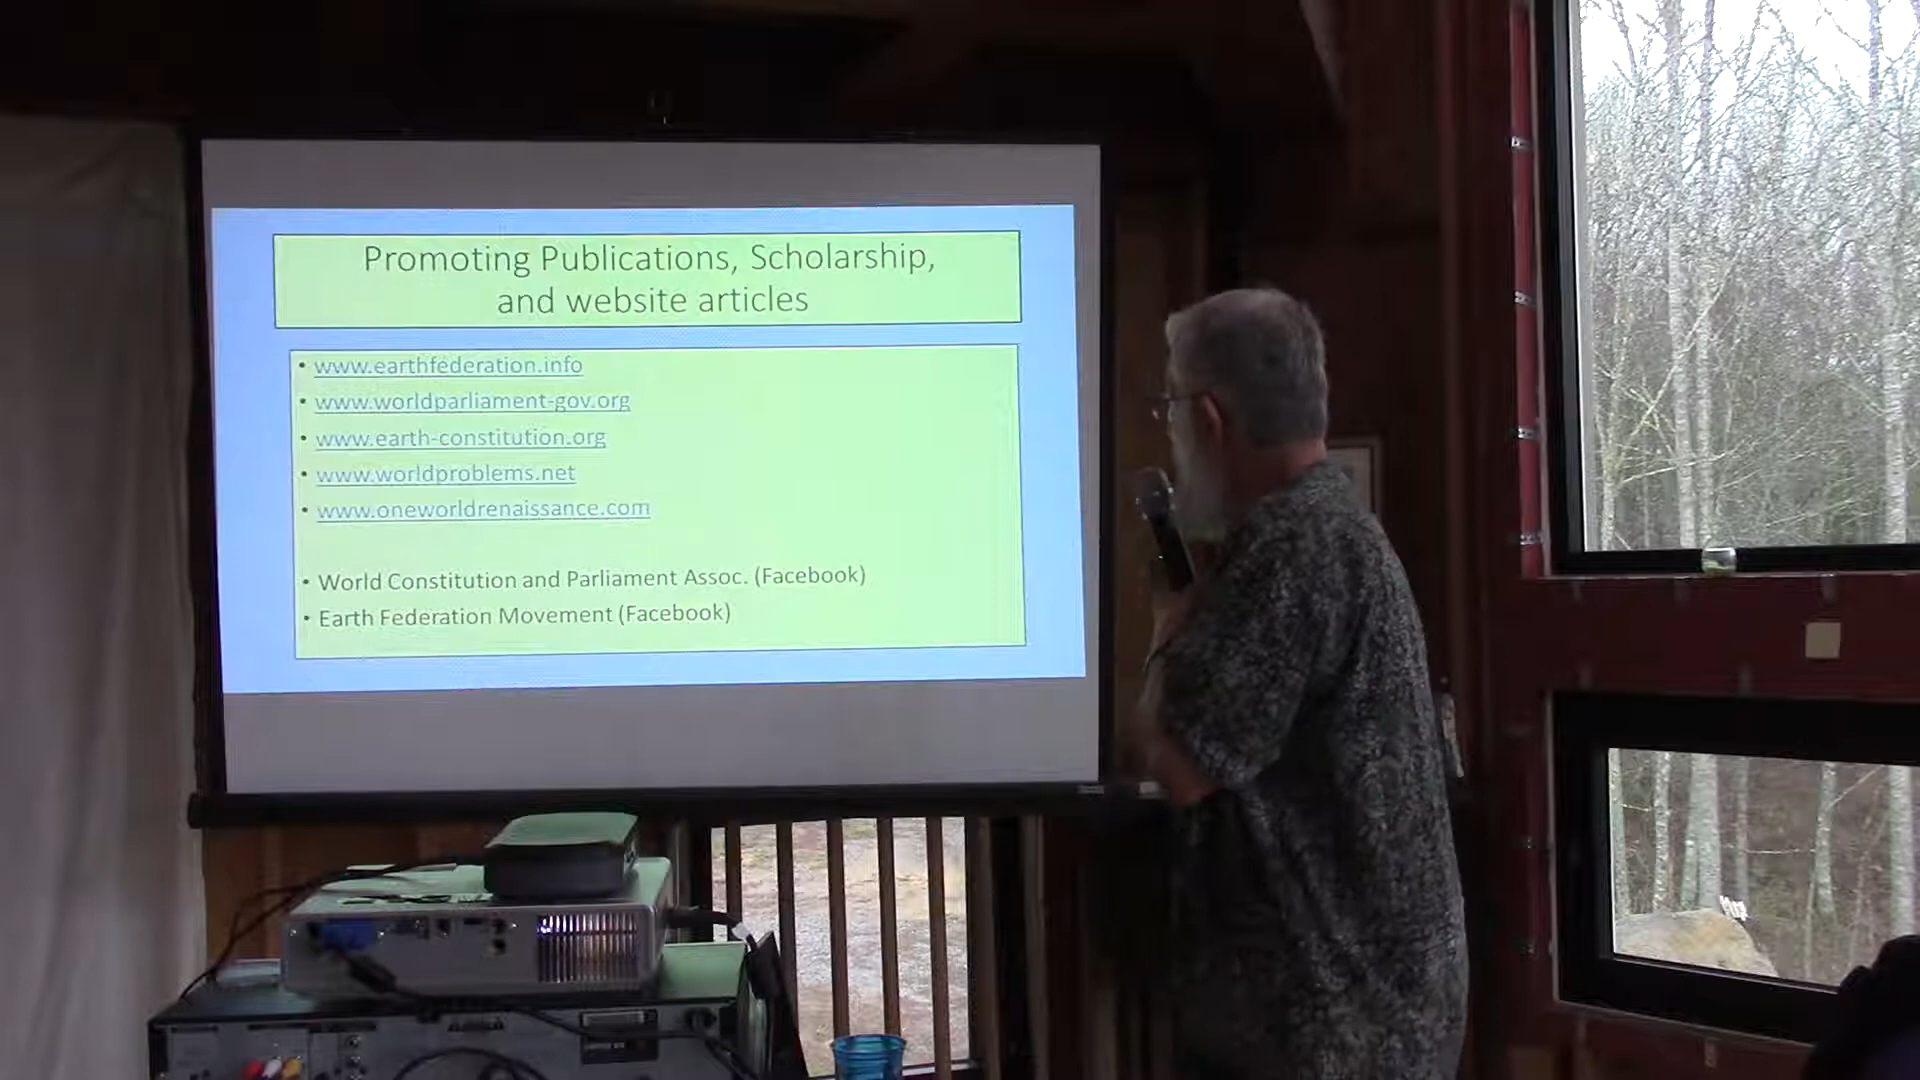 Promoting Publications, Scholarship,
and website articles
• www.earthfederation.info
• www.worldparliament-gov.org
• www.earth-constitution.org
• www.worldproblems.net
• www.oneworldrenaissance.com
• World Constitution and Parliament Assoc. (Facebook)
• Earth Federation Movement (Facebook)